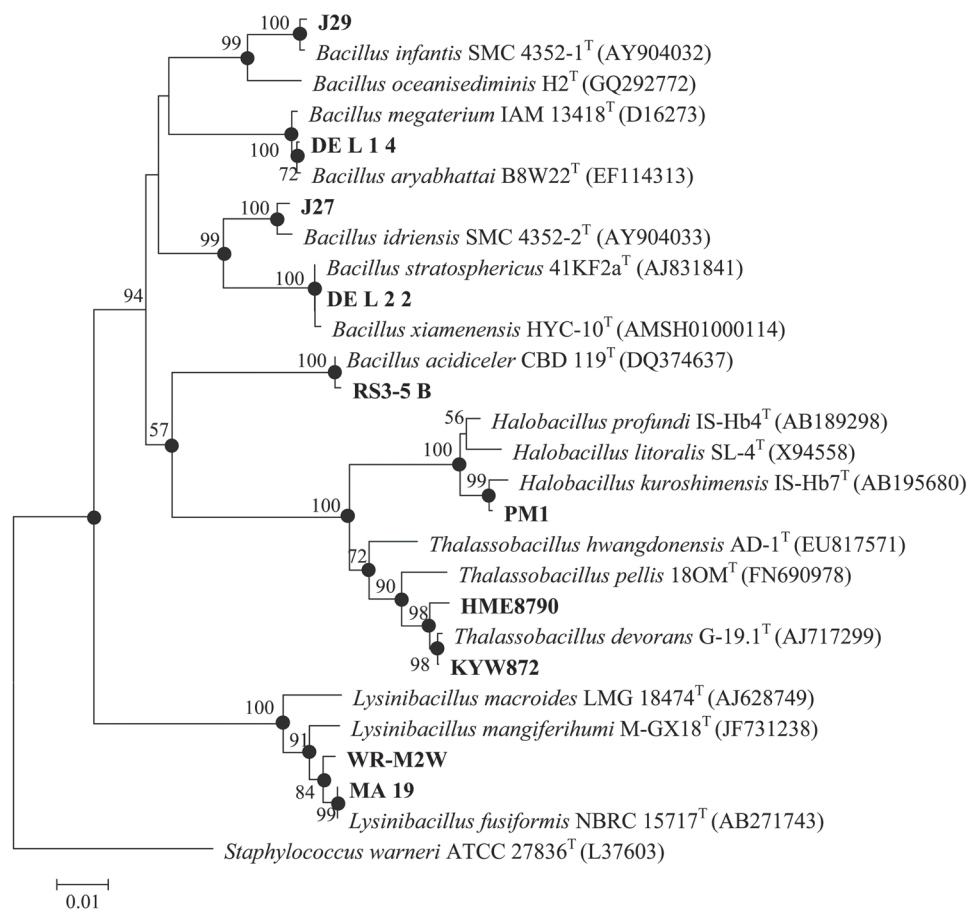 100 J29
99
Bacillus infantis SMC 4352-1T (AY904032)
Bacillus oceanisediminis H2T (GQ292772)
Bacillus megaterium IAM 13418T (D16273)
100 DE L 1 4
72 Bacillus aryabhattai B8W22T (EF114313)
100 J27
99 Bacillus idriensis SMC 4352-2T (AY904033)
Bacillus stratosphericus 41KF2aT (AJ831841)
100
DE L 2 2
94
Bacillus xiamenensis HYC-10T (AMSH01000114)
100 Bacillus acidiceler CBD 119T (DQ374637)
RS3-5 B
56 Halobacillus profundi IS-Hb4T (AB189298)
57
100 Halobacillus litoralis SL-4T (X94558)
99 Halobacillus kuroshimensis IS-Hb7T (AB195680)
100 PM1
Thalassobacillus hwangdonensis AD-1T (EU817571)
72
Thalassobacillus pellis 18OMT (FN690978)
90
98 HME8790
Thalassobacillus devorans G-19.1T (AJ717299)
98 KYW872
Lysinibacillus macroides LMG 18474T (AJ628749)
100
Lysinibacillus mangiferihumi M-GX18T (JF731238)
91
WR-M2W
84 MA 19
99 Lysinibacillus fusiformis NBRC 15717T (AB271743)
Staphylococcus warneri ATCC 27836T (L37603)
0.01